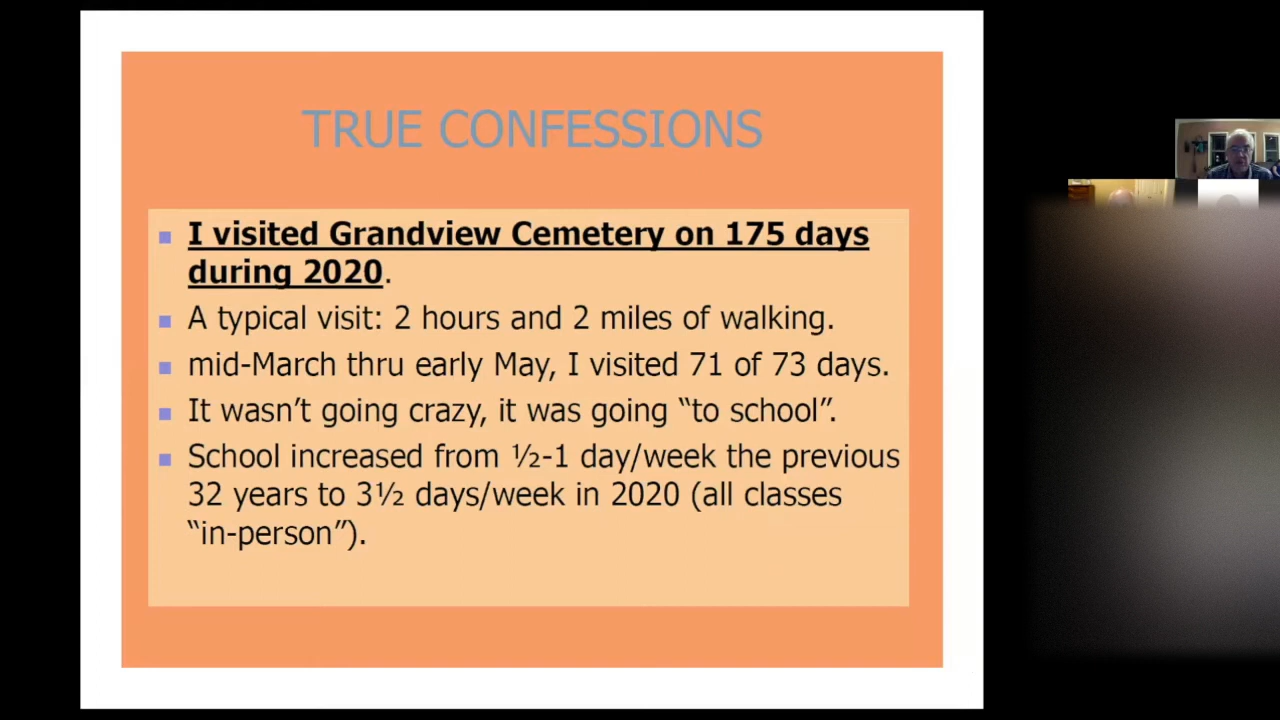 TRUE CONFESSIONS
I visited Grandview Cemetery on 175 days
during 2020.
A typical visit: 2 hours and 2 miles of walking.
mid-March thru early May, I visited 71 of 73 days.
It wasn’t going crazy, it was going “to school”.
School increased from ½-1 day/week the previous
32 years to 3½ days/week in 2020 (all classes
“in-person”).